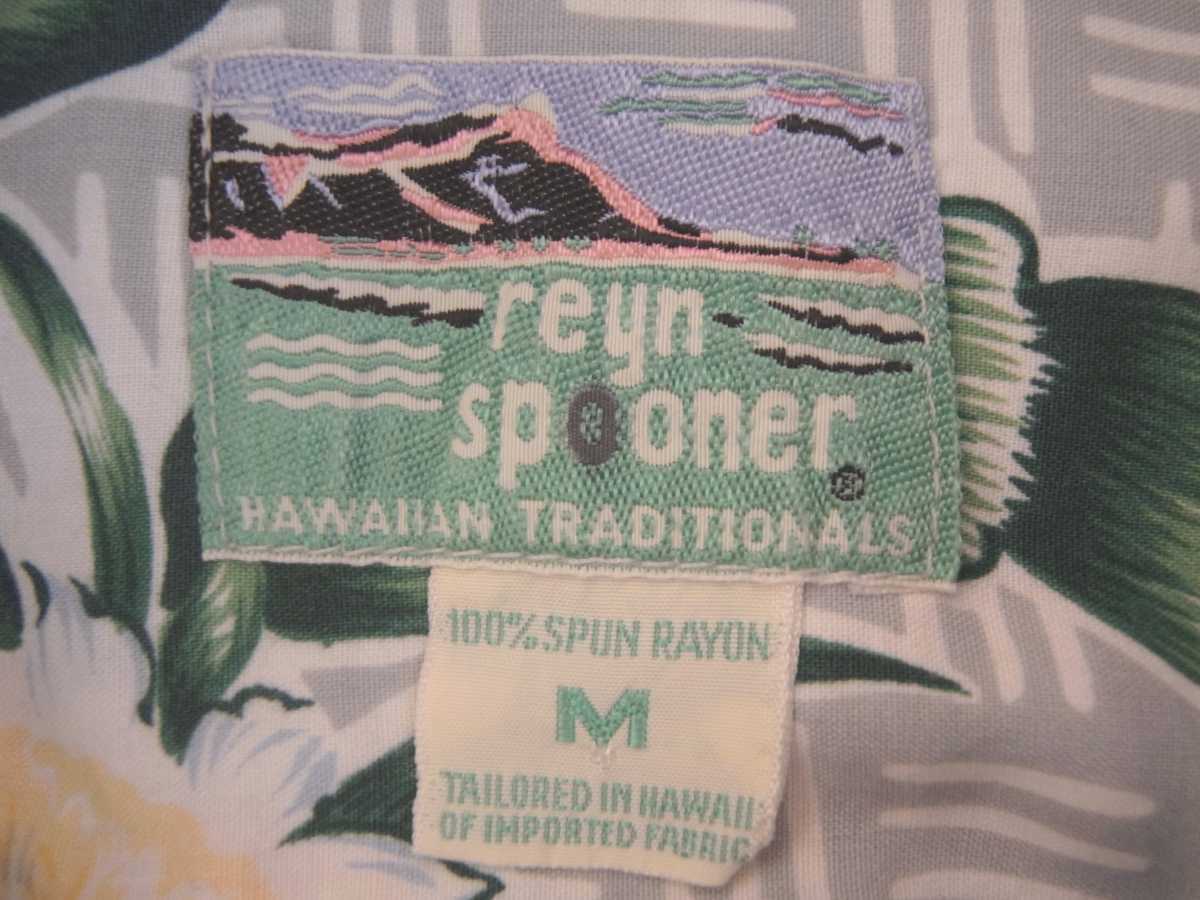 reyn
spooner®
HAWAIIAN TRADITIONALS
100% SPUN RAYON
M
TAILORED IN HAWAII
OF IMPORTED FABRIC